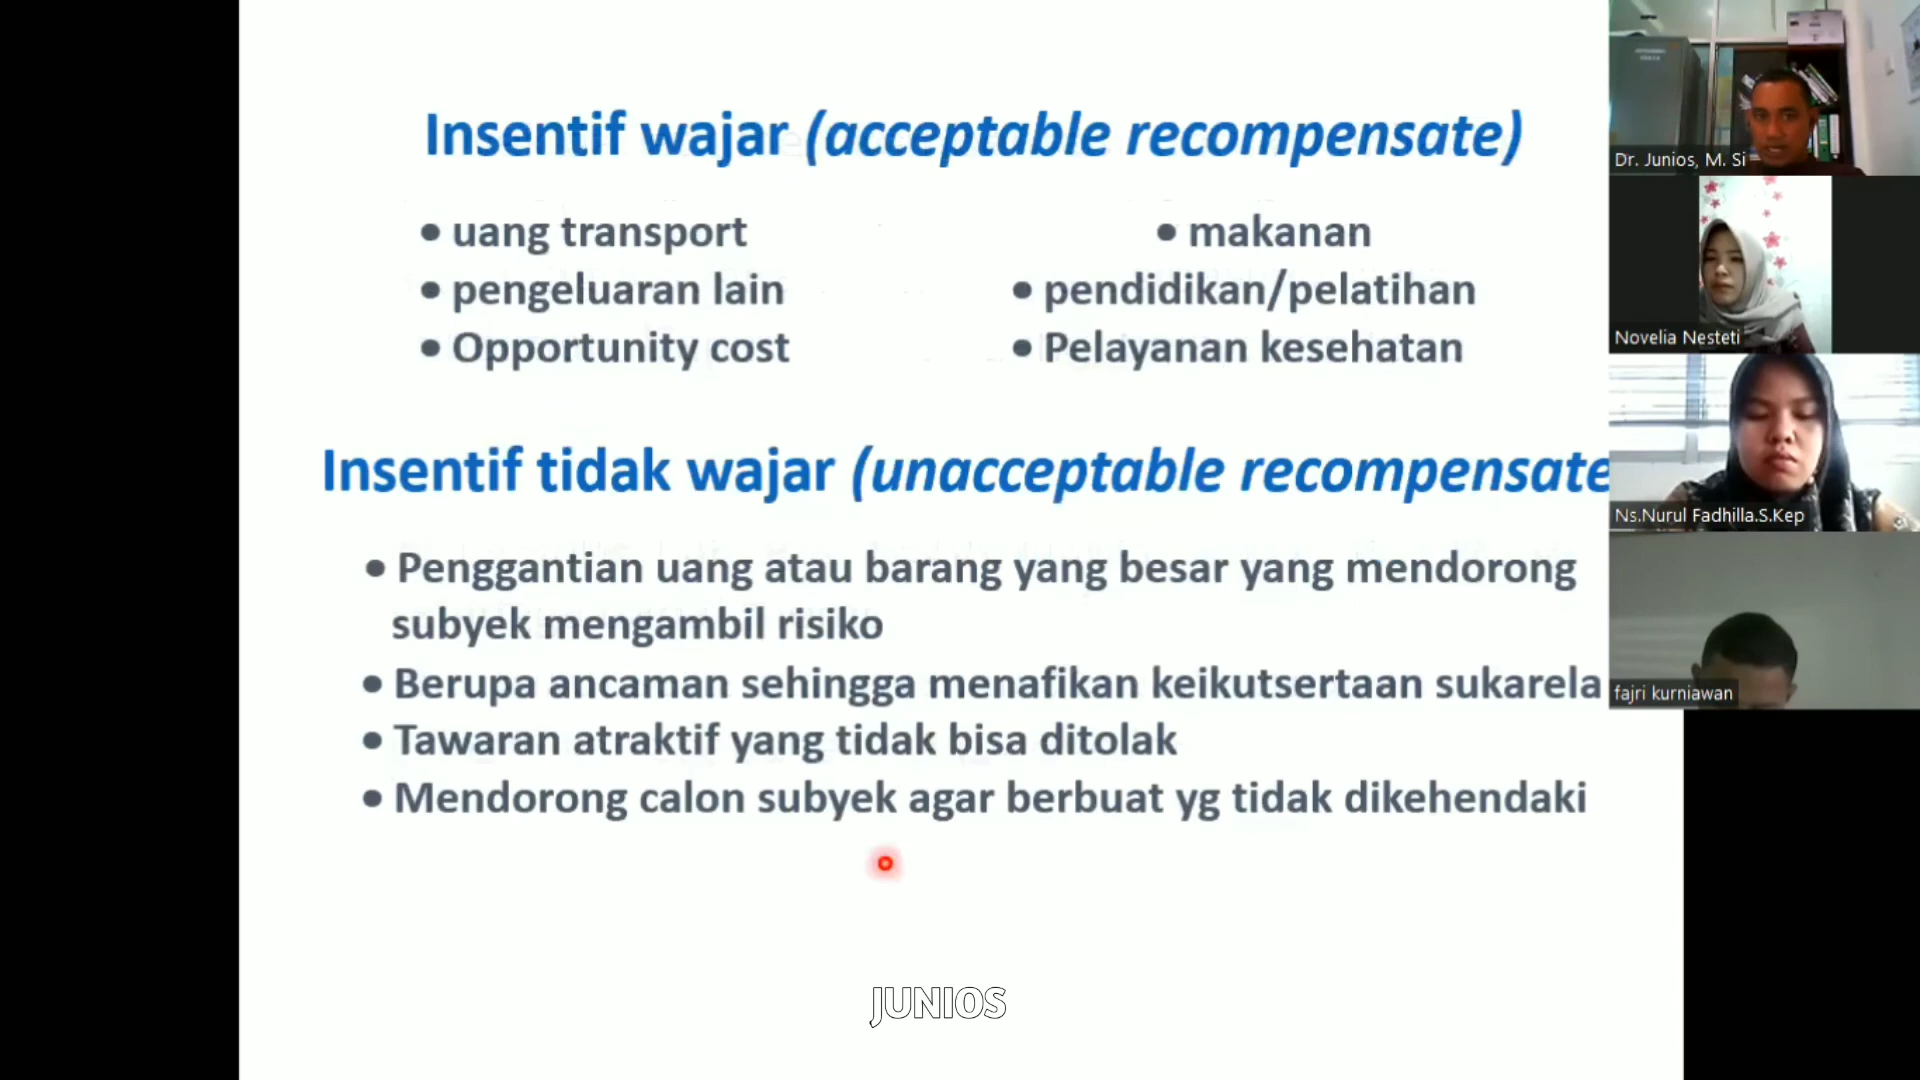 Insentif wajar (acceptable recompensate)
• uang transport
• pengeluaran lain
• Opportunity cost
• makanan
• pendidikan/pelatihan
• Pelayanan kesehatan
Insentif tidak wajar (unacceptable recompensate
• Penggantian uang atau barang yang besar yang mendorong
subyek mengambil risiko
• Berupa ancaman sehingga menafikan keikutsertaan sukarela
• Tawaran atraktif yang tidak bisa ditolak
• Mendorong calon subyek agar berbuat yg tidak dikehendaki
JUNIOS
Dr. Junios, M. Si
Novelia Nesteti
Ns.Nurul Fadhilla.S.Kep
fajri kurniawan